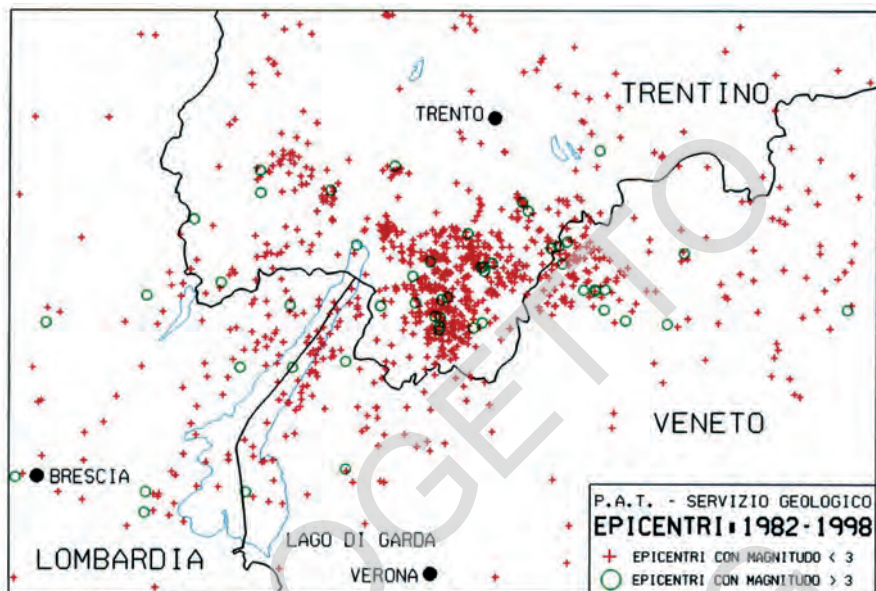 TRENTINO
TRENTO
VENETO
BRESCIA
LAGO DI GARDA
LOMBARDIA
VERONA
P.A.T. - SERVIZIO GEOLOGICO
EPICENTRI: 1982-1998
EPICENTRI CON MAGNITUDO < 3
EPICENTRI CON MAGNITUDO > 3
OGETTO